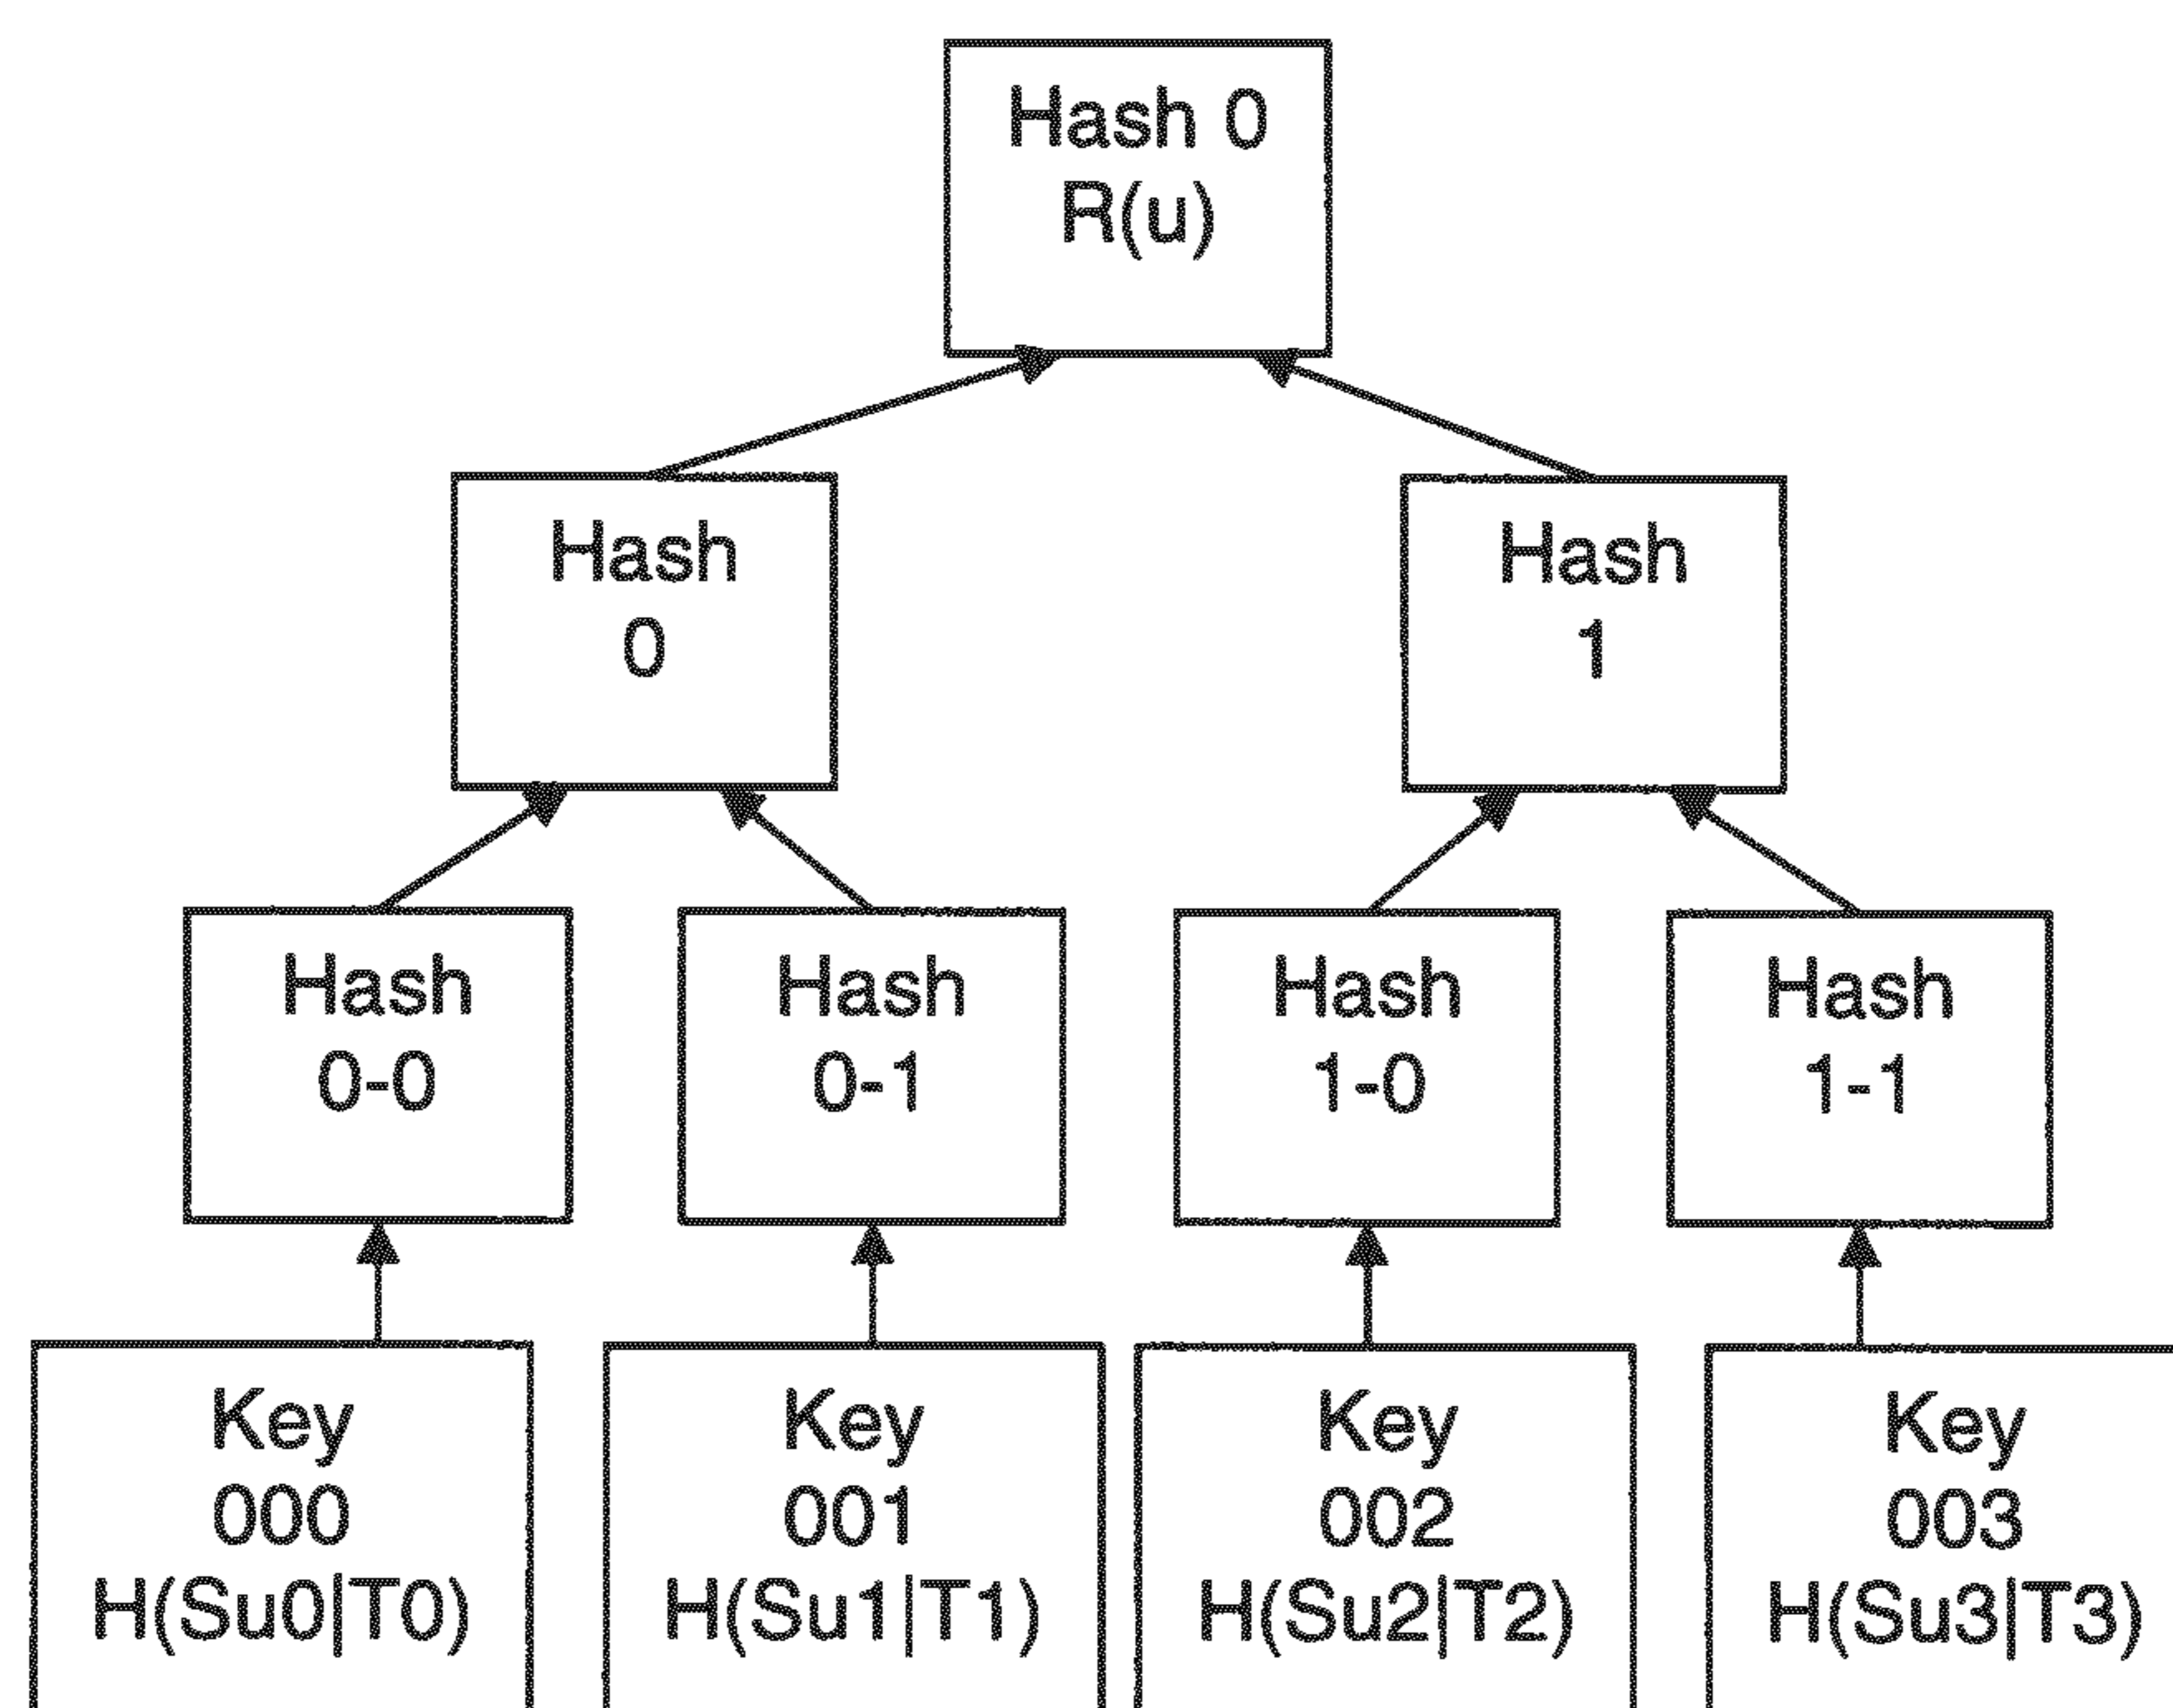 Hash 0
R(u)
Hash
0
Hash
1
Hash
0-0
Hash
0-1
Hash
1-0
Hash
1-1
Key
000
H(Su0|T0)
Key
001
H(Su1|T1)
Key
002
H(Su2|T2)
Key
003
H(Su3|T3)